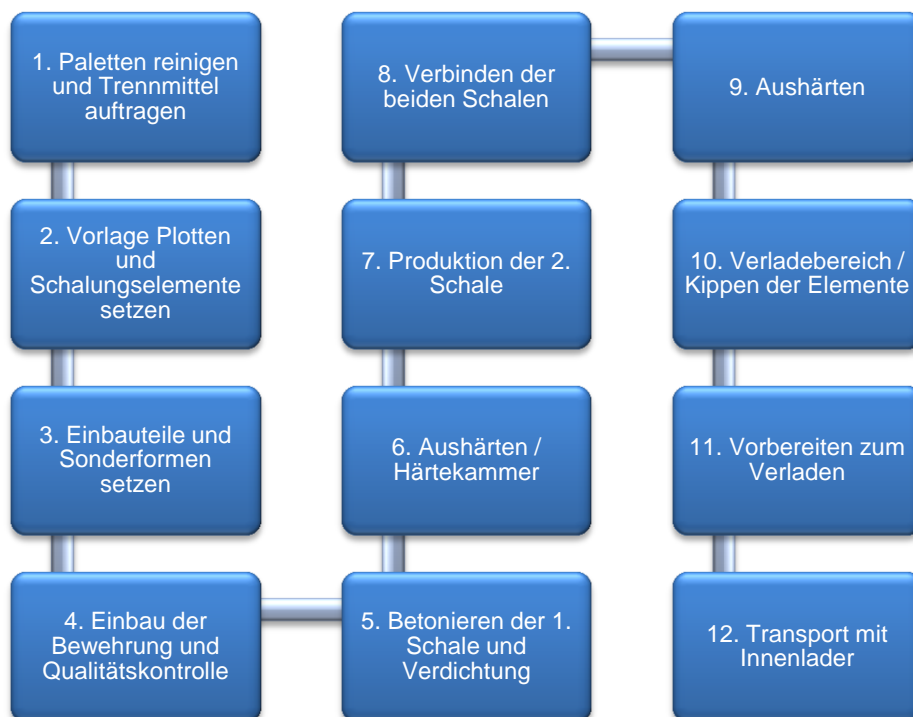 1. Paletten reinigen
und Trennmittel
auftragen
2. Vorlage Plotten
und
Schalungselemente
setzen
3. Einbauteile und
Sonderformen
setzen
4. Einbau der
Bewehrung und
Qualitätskontrolle
5. Betonieren der 1.
Schale und
Verdichtung
6. Aushärten /
Härtekammer
7. Produktion der 2.
Schale
8. Verbinden der
beiden Schalen
9. Aushärten
10. Verladebereich /
Kippen der Elemente
11. Vorbereiten zum
Verladen
12. Transport mit
Innenlader